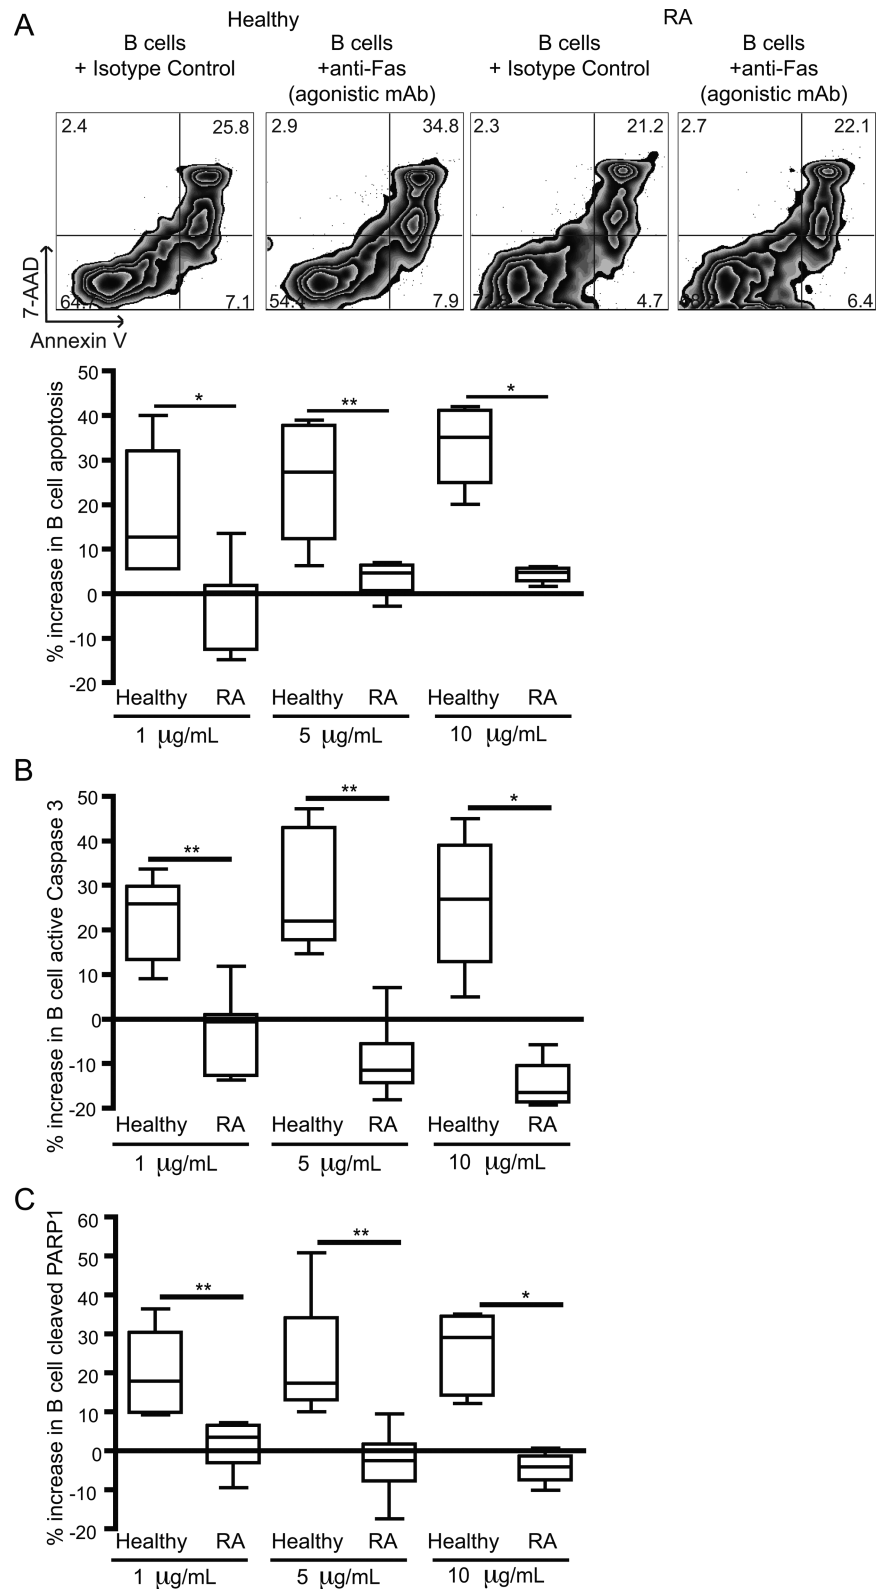 A
Healthy
RA
B cells
+ Isotype Control
B cells
+anti-Fas
(agonistic mAb)
B cells
+ Isotype Control
B cells
+anti-Fas
(agonistic mAb)
2.4
25.8
2.9
34.8
2.3
21.2
2.7
22.1
7.1
7.9
4.7
6.4
7-AAD
Annexin V
% increase in B cell apoptosis
50
40
30
20
10
0
-10
-20
*
**
*
Healthy RA Healthy RA Healthy RA
1 µg/mL 5 µg/mL 10 µg/mL
B
% increase in B cell active Caspase 3
50
40
30
20
10
0
-10
-20
**
**
*
Healthy RA Healthy RA Healthy RA
1 µg/mL 5 µg/mL 10 µg/mL
C
% increase in B cell cleaved PARP1
60
50
40
30
20
10
0
-10
-20
**
**
*
Healthy RA Healthy RA Healthy RA
1 µg/mL 5 µg/mL 10 µg/mL